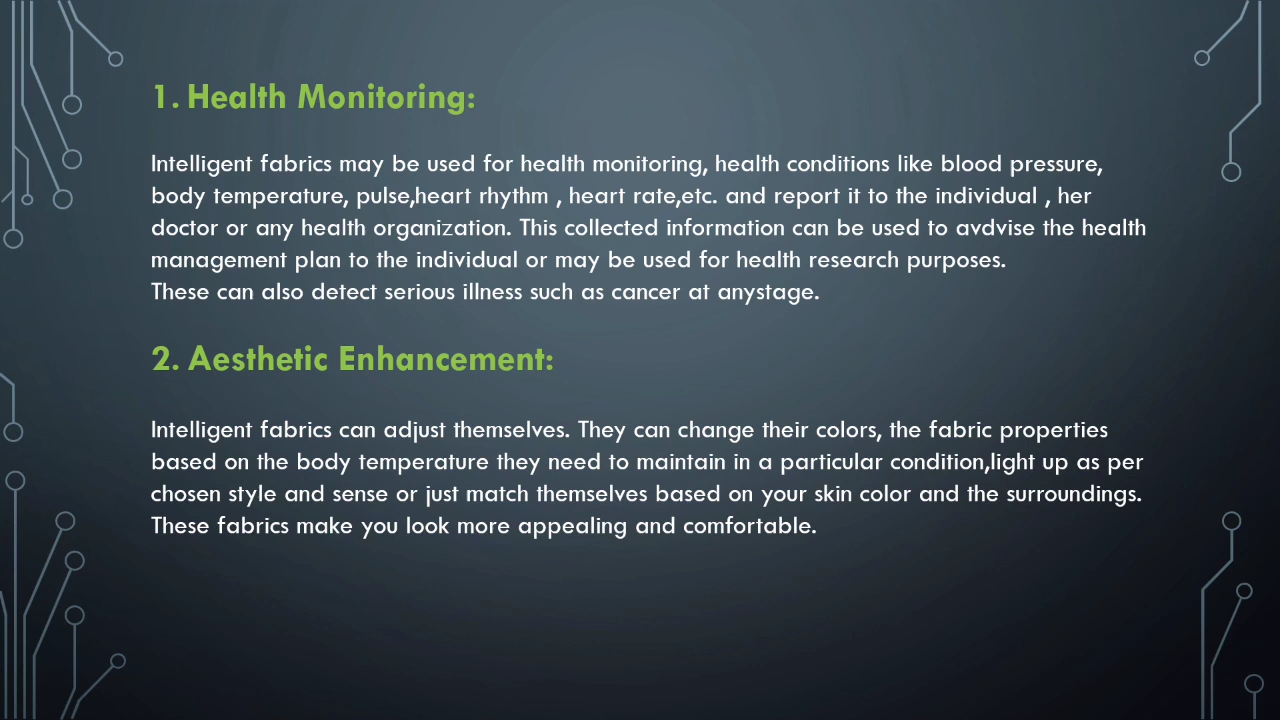 1. Health Monitoring:
Intelligent fabrics may be used for health monitoring, health conditions like blood pressure,
body temperature, pulse,heart rhythm , heart rate,etc. and report it to the individual , her
doctor or any health organization. This collected information can be used to avdvise the health
management plan to the individual or may be used for health research purposes.
These can also detect serious illness such as cancer at anystage.
2. Aesthetic Enhancement:
Intelligent fabrics can adjust themselves. They can change their colors, the fabric properties
based on the body temperature they need to maintain in a particular condition,light up as per
chosen style and sense or just match themselves based on your skin color and the surroundings.
These fabrics make you look more appealing and comfortable.